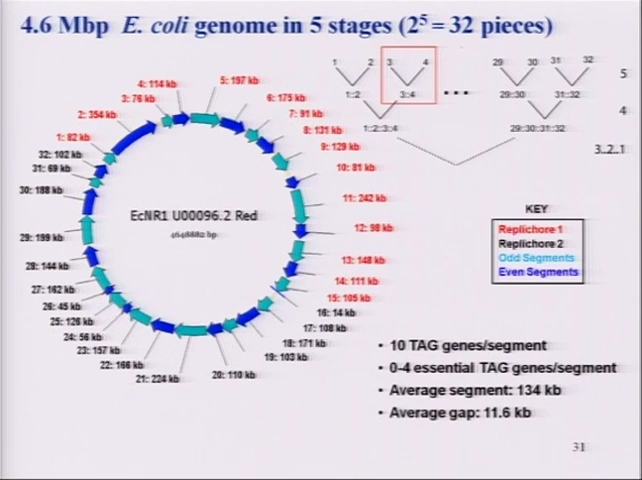 4.6 Mbp E. coli genome in 5 stages (2⁵ = 32 pieces)
1 2 3 4 29 30 31 32
5
1:2 3:4 ... 29:30 31:32
4
1:2:3:4 29:30:31:32
3..2..1
4: 114 kb
5: 197 kb
3: 76 kb
6: 175 kb
2: 354 kb
7: 91 kb
8: 131 kb
1: 82 kb
9: 129 kb
32: 102 kb
31: 69 kb
10: 81 kb
30: 188 kb
11: 242 kb
EcNR1 U00096.2 Red
4648882 bp
12: 98 kb
29: 199 kb
13: 148 kb
28: 144 kb
14: 111 kb
27: 162 kb
15: 105 kb
26: 45 kb
16: 14 kb
25: 126 kb
17: 108 kb
24: 56 kb
18: 171 kb
23: 157 kb
19: 103 kb
22: 166 kb
21: 224 kb
20: 110 kb
KEY
Replichore 1
Replichore 2
Odd Segments
Even Segments
• 10 TAG genes/segment
• 0-4 essential TAG genes/segment
• Average segment: 134 kb
• Average gap: 11.6 kb
31